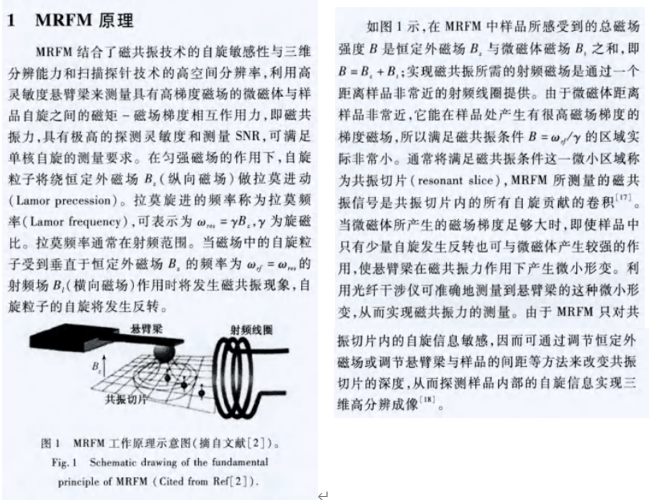 1 MRFM 原理
MRFM 结合了磁共振技术的自旋敏感性与三维
分辨能力和扫描探针技术的高空间分辨率,利用高
灵敏度悬臂梁来测量具有高梯度磁场的微磁体与样
品自旋之间的磁矩－磁场梯度相互作用力,即磁共
振力,具有极高的探测灵敏度和测量 SNR,可满足
单核自旋的测量要求。在匀强磁场的作用下,自旋
粒子将绕恒定外磁场 Bz(纵向磁场)做拉莫进动
(Lamor precession)。拉莫旋进的频率称为拉莫频
率(Lamor frequency),可表示为 ωres = γBz,γ 为旋磁
比。拉莫频率通常在射频范围。当磁场中的自旋粒
子受到垂直于恒定外磁场 Bz 的频率为 ωrf = ωres的
射频场 B1(横向磁场)作用时将发生磁共振现象,自
旋粒子的自旋将发生反转。
悬臂梁 射频线圈
Bz
共振切片
图 1 MRFM 工作原理示意图(摘自文献[2])。
Fig. 1 Schematic drawing of the fundamental
principle of MRFM (Cited from Ref[2]).
如图 1 示,在 MRFM 中样品所感受到的总磁场
强度 B 是恒定外磁场 Bz 与微磁体磁场 Bt 之和,即
B = Bz + Bt;实现磁共振所需的射频磁场是通过一个
距离样品非常近的射频线圈提供。由于微磁体距离
样品非常近,它能在样品处产生有很高磁场梯度的
梯度磁场,所以满足磁共振条件 B = ωrf/γ 的区域实
际非常小。通常将满足磁共振条件这一微小区域称
为共振切片(resonant slice),MRFM 所测量的磁共
振信号是共振切片内的所有自旋贡献的卷积[17]。
当微磁体所产生的磁场梯度足够大时,即使样品中
只有少量自旋发生反转也可与微磁体产生较强的作
用,使悬臂梁在磁共振力作用下产生微小形变。利
用光纤干涉仪可准确地测量到悬臂梁的这种微小形
变,从而实现磁共振力的测量。由于 MRFM 只对共
振切片内的自旋信息敏感,因而可通过调节恒定外
磁场或调节悬臂梁与样品的间距等方法来改变共振
切片的深度,从而探测样品内部的自旋信息实现三
维高分辨成像[18]。